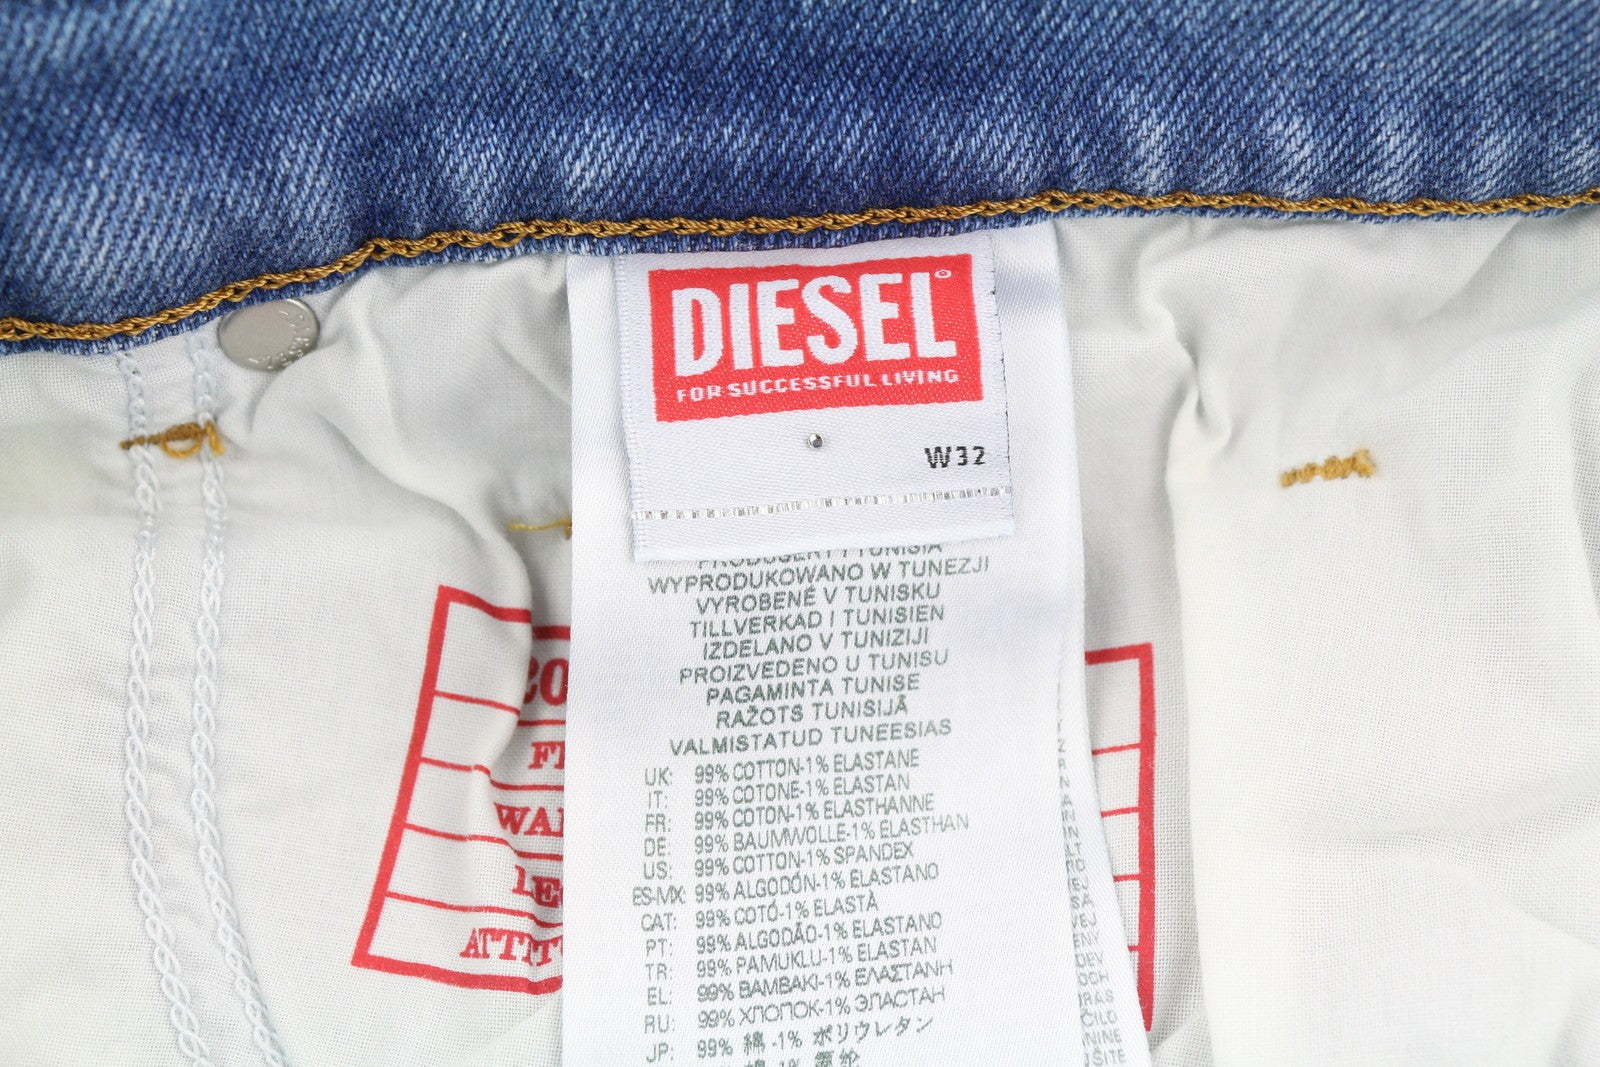 DIESEL
FOR SUCCESSFUL LIVING
W32
WYPRODUKOWANO W TUNEZJI
VYROBENÉ V TUNISKU
TILLVERKAD I TUNISIEN
IZDELANO V TUNIZIJI
PROIZVEDENO U TUNISU
PAGAMINTA TUNISE
RAŽOTS TUNISIJĀ
VALMISTATUD TUNEESIAS
UK: 99% COTTON-1% ELASTANE
IT: 99% COTONE-1% ELASTAN
FR: 99% COTON-1% ELASTHANNE
DE: 99% BAUMWOLLE-1% ELASTHAN
US: 99% COTTON-1% SPANDEX
ES-MX: 99% ALGODÓN-1% ELASTANO
CAT: 99% COTÓ-1% ELASTÀ
PT: 99% ALGODÃO-1% ELASTANO
TR: 99% PAMUKLU-1% ELASTAN
EL: 99% ΒΑΜΒΑΚΙ-1% ΕΛΑΣΤΑΝΗ
RU: 99% ХЛОПОК-1% ЭЛАСТАН
JP: 99% 綿 -1% ポリウレタン